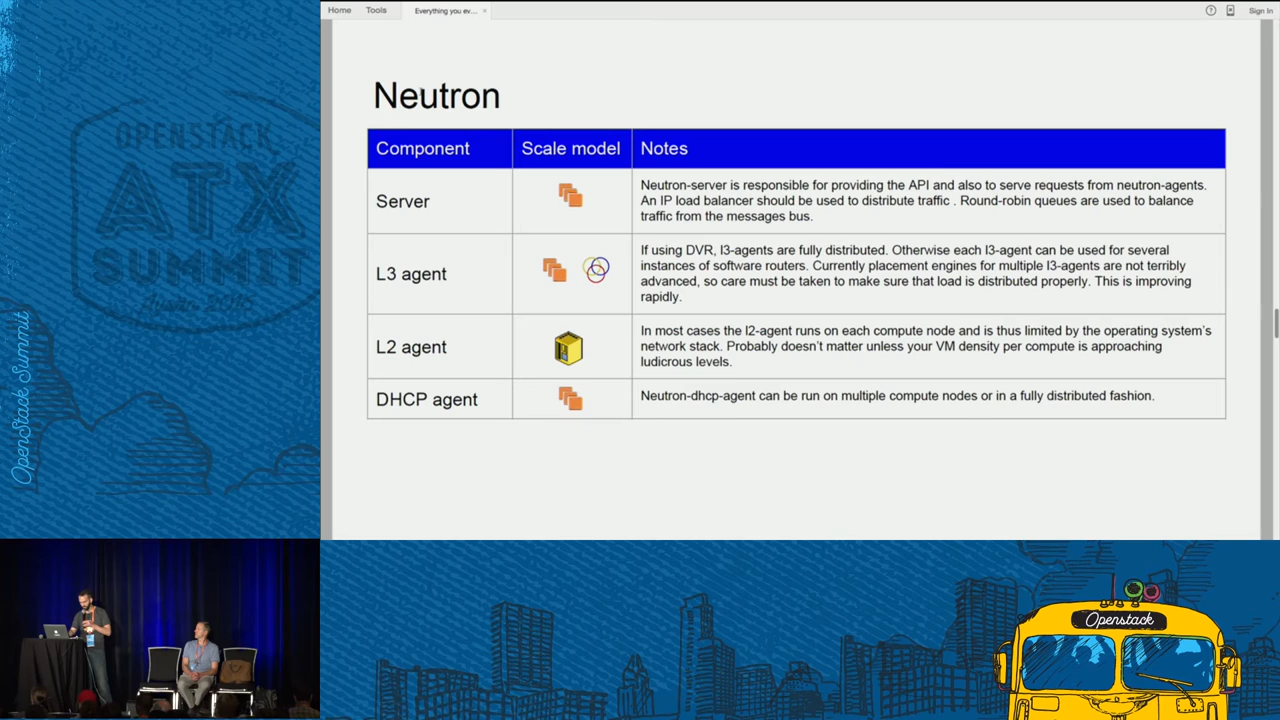 Home Tools Everything you ev... × Sign In
OPENSTACK
ATX
SUMMIT
OpenStack Summit
Neutron
Component Scale model Notes
Server
Neutron-server is responsible for providing the API and also to serve requests from neutron-agents.
An IP load balancer should be used to distribute traffic . Round-robin queues are used to balance
traffic from the messages bus.
L3 agent
If using DVR, l3-agents are fully distributed. Otherwise each l3-agent can be used for several
instances of software routers. Currently placement engines for multiple l3-agents are not terribly
advanced, so care must be taken to make sure that load is distributed properly. This is improving
rapidly.
L2 agent
In most cases the l2-agent runs on each compute node and is thus limited by the operating system's
network stack. Probably doesn't matter unless your VM density per compute is approaching
ludicrous levels.
DHCP agent
Neutron-dhcp-agent can be run on multiple compute nodes or in a fully distributed fashion.
Openstack